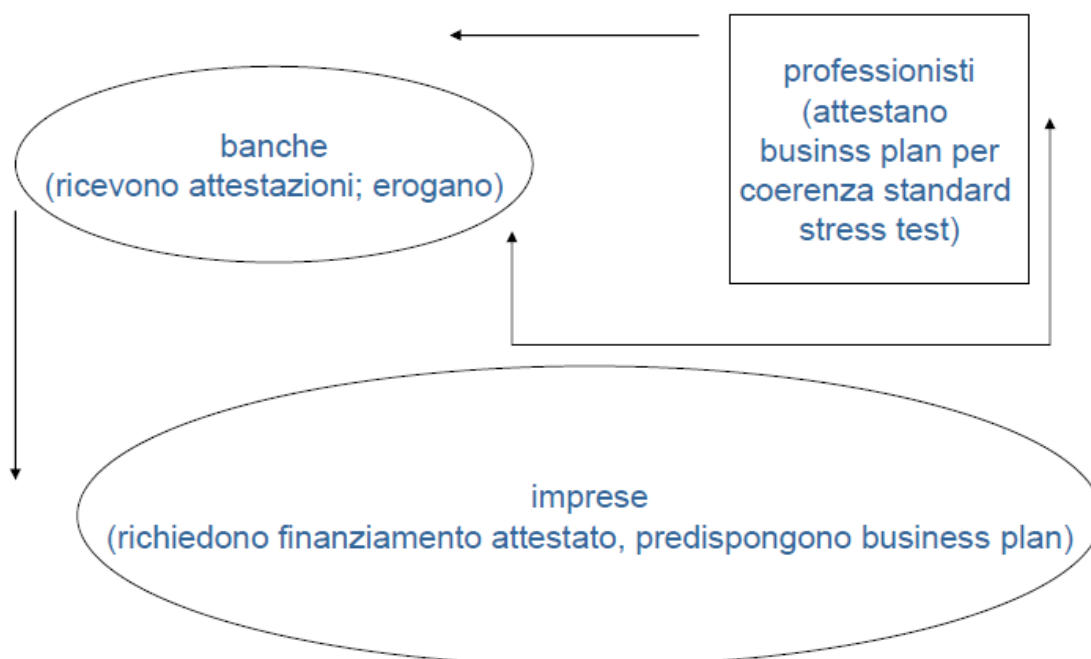 professionisti
(attestano
businss plan per
coerenza standard
stress test)
banche
(ricevono attestazioni; erogano)
imprese
(richiedono finanziamento attestato, predispongono business plan)